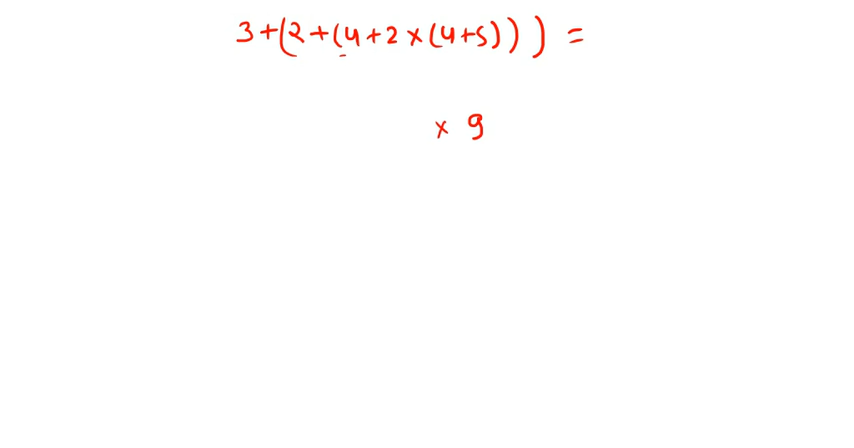 3+(2+(4+2×(4+5))) =
× 9